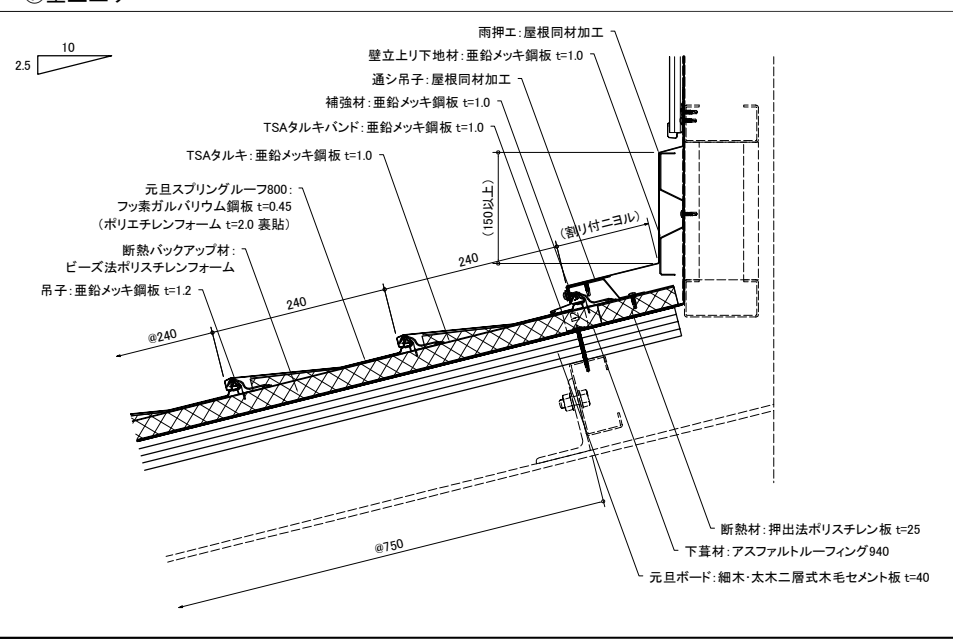 10
2.5
雨押エ:屋根同材加工
壁立上リ下地材:亜鉛メッキ鋼板 t=1.0
通シ吊子:屋根同材加工
補強材:亜鉛メッキ鋼板 t=1.0
TSAタルキバンド:亜鉛メッキ鋼板 t=1.0
TSAタルキ:亜鉛メッキ鋼板 t=1.0
元旦スプリングルーフ800:
フッ素ガルバリウム鋼板 t=0.45
(ポリエチレンフォーム t=2.0 裏貼)
断熱バックアップ材:
ビーズ法ポリスチレンフォーム
吊子:亜鉛メッキ鋼板 t=1.2
(150以上)
(割リ付ニヨル)
240
240
@240
@750
断熱材:押出法ポリスチレン板 t=25
下葺材:アスファルトルーフィング940
元旦ボード:細木・太木二層式木毛セメント板 t=40